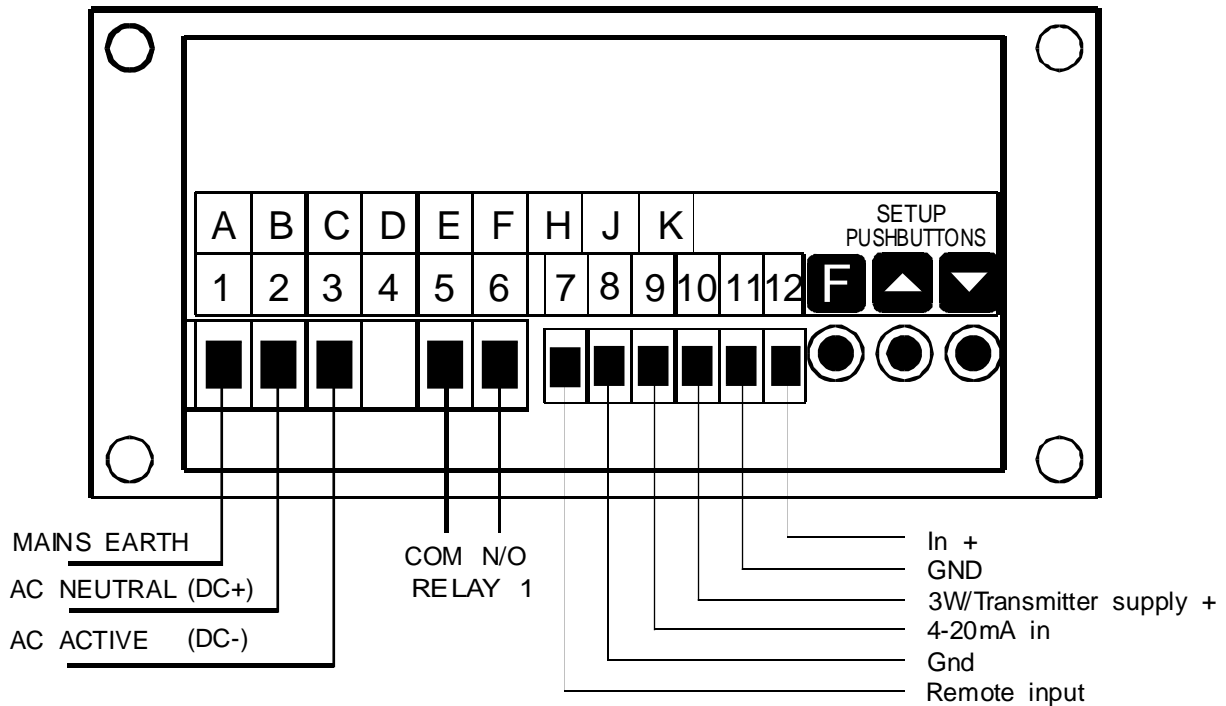 A B C D E F H J K
SETUP
PUSHBUTTONS
1 2 3 4 5 6 7 8 9 10 11 12 F
MAINS EARTH
AC NEUTRAL (DC+)
AC ACTIVE (DC-)
COM N/O
RELAY 1
In +
GND
3W/Transmitter supply +
4-20mA in
Gnd
Remote input